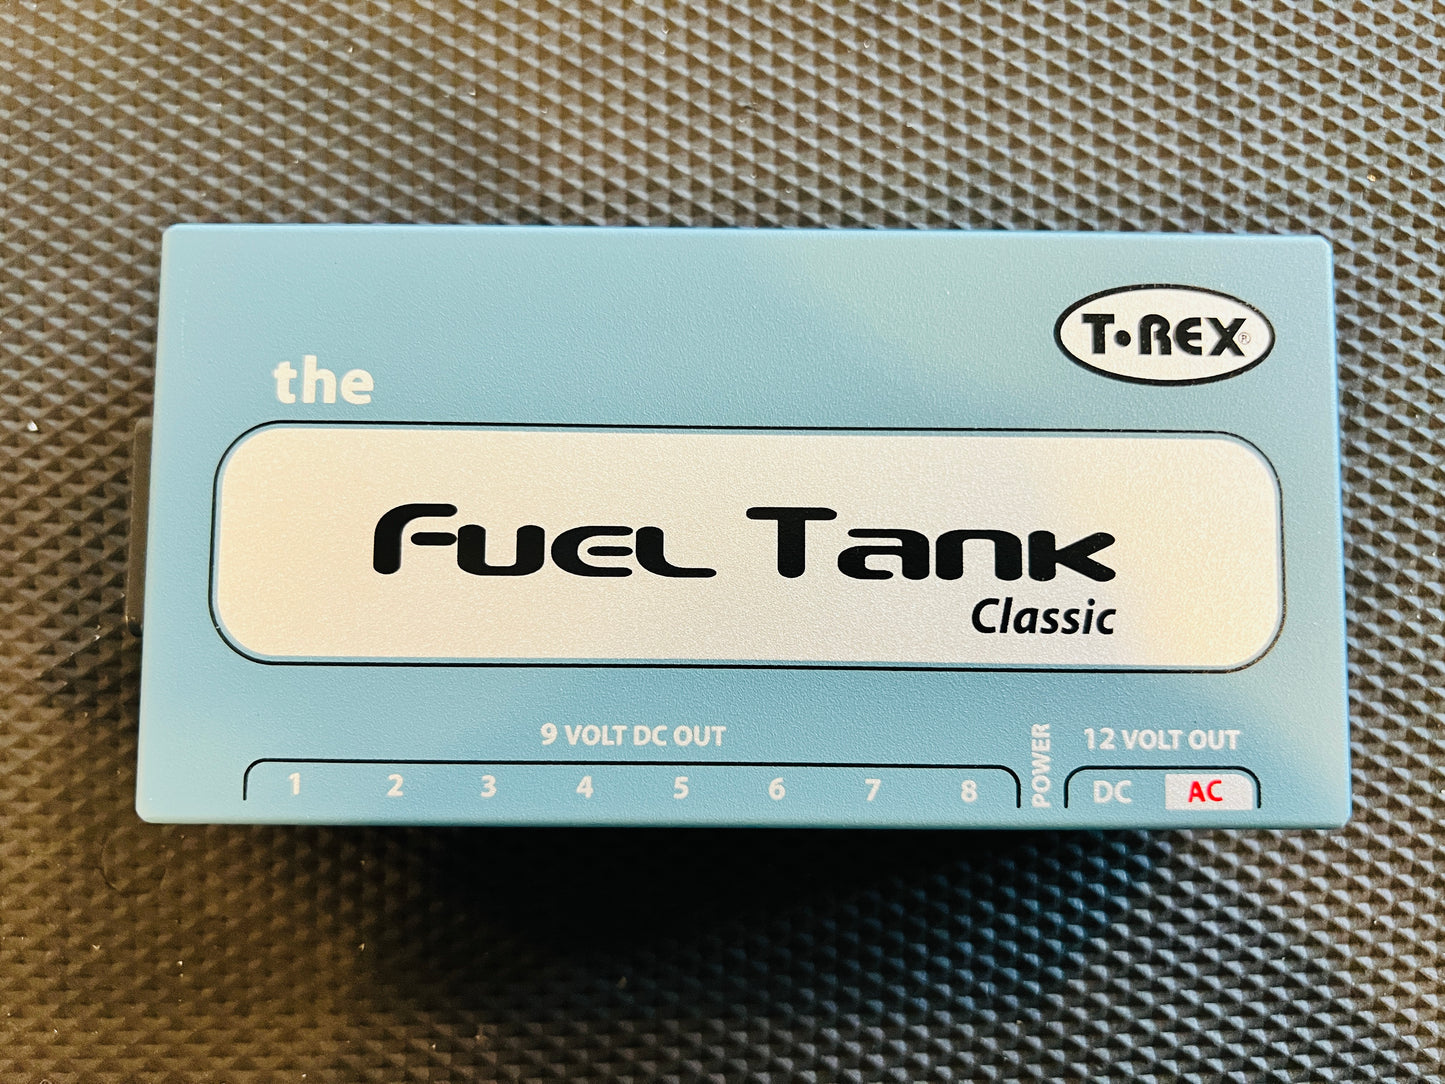 T·REX®
the
Fuel Tank
Classic
9 VOLT DC OUT
1 2 3 4 5 6 7 8
POWER
12 VOLT OUT
DC AC